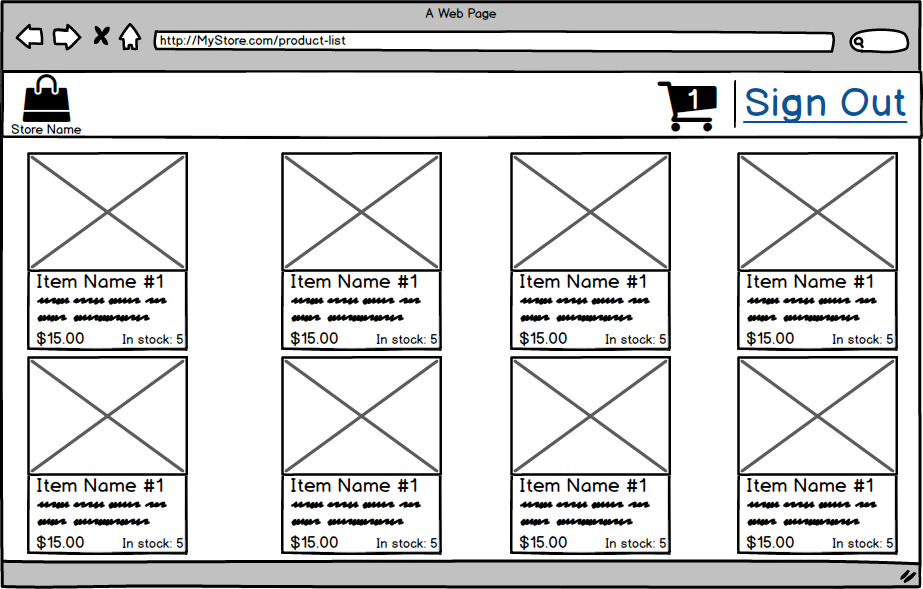 A Web Page
http://MyStore.com/product-list
1
Sign Out
Store Name
Item Name #1
$15.00 In stock: 5
Item Name #1
$15.00 In stock: 5
Item Name #1
$15.00 In stock: 5
Item Name #1
$15.00 In stock: 5
Item Name #1
$15.00 In stock: 5
Item Name #1
$15.00 In stock: 5
Item Name #1
$15.00 In stock: 5
Item Name #1
$15.00 In stock: 5